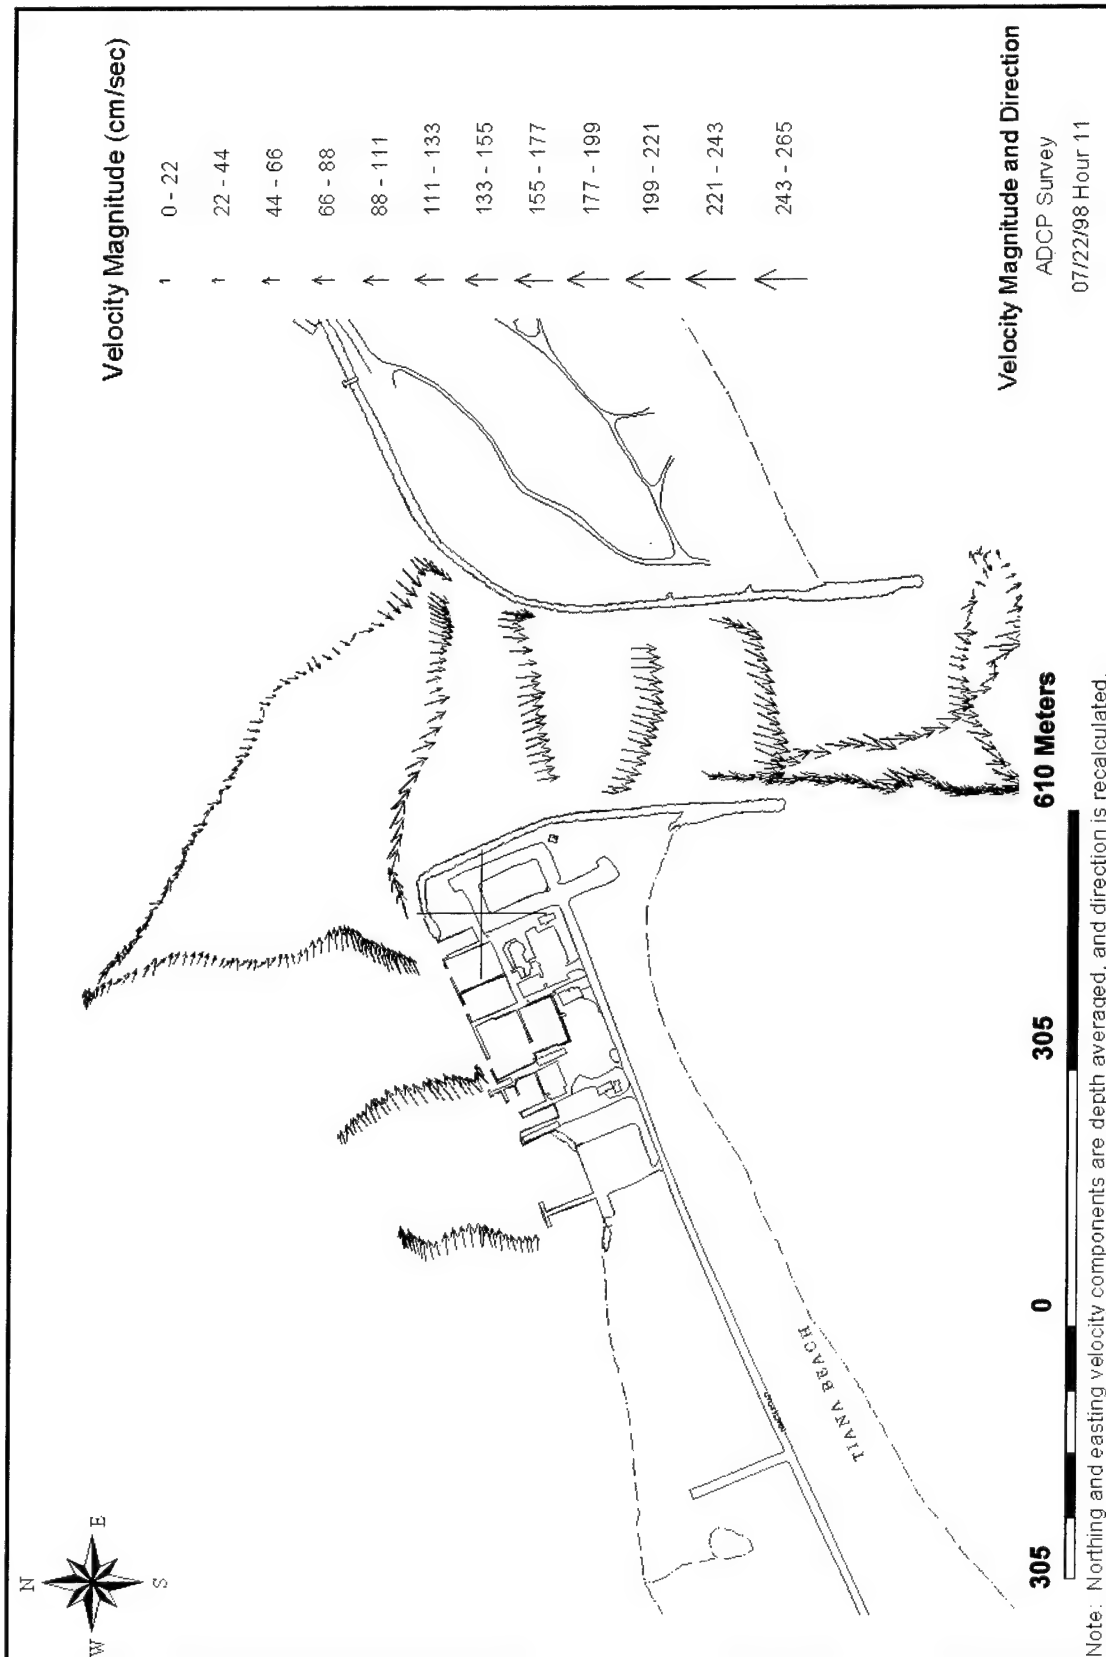 N
W
E
S
Velocity Magnitude (cm/sec)
0 - 22
22 - 44
44 - 66
66 - 88
88 - 111
111 - 133
133 - 155
155 - 177
177 - 199
199 - 221
221 - 243
243 - 265
TIANA BEACH
305
0
305
610 Meters
Velocity Magnitude and Direction
ADCP Survey
07/22/98 Hour 11
Note: Northing and easting velocity components are depth averaged, and direction is recalculated.